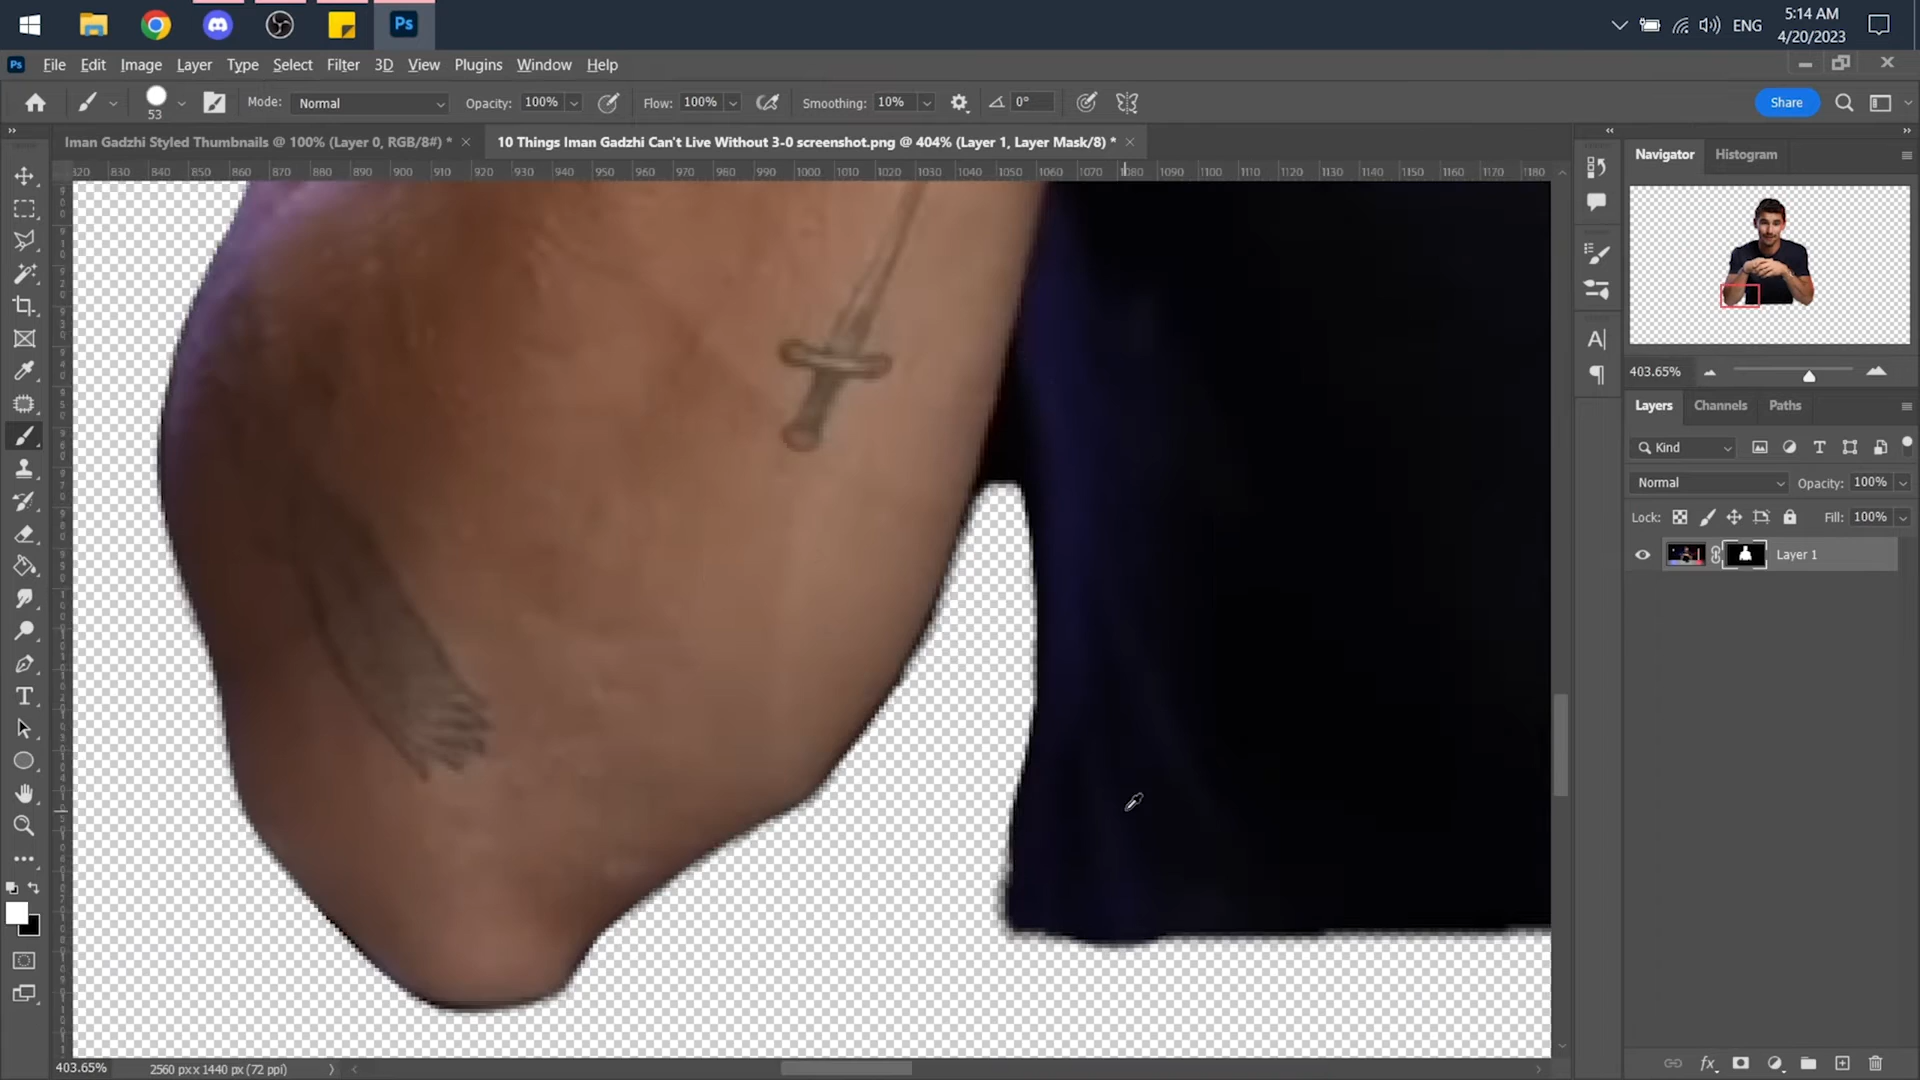 ENG
5:14 AM
4/20/2023
Ps
Ps
File Edit Image Layer Type Select Filter 3D View Plugins Window Help
53
Mode: Normal
Opacity: 100%
Flow: 100%
Smoothing: 10%
0°
Share
Iman Gadzhi Styled Thumbnails @ 100% (Layer 0, RGB/8#) *
10 Things Iman Gadzhi Can't Live Without 3-0 screenshot.png @ 404% (Layer 1, Layer Mask/8) *
820 830 840 850 860 870 880 890 900 910 920 930 940 950 960 970 980 990 1000 1010 1020 1030 1040 1050 1060 1070 1080 1090 1100 1110 1120 1130 1140 1150 1160 1170 1180
Navigator Histogram
403.65%
Layers Channels Paths
Kind
Normal Opacity: 100%
Lock: Fill: 100%
Layer 1
fx
403.65% 2560 px x 1440 px (72 ppi)